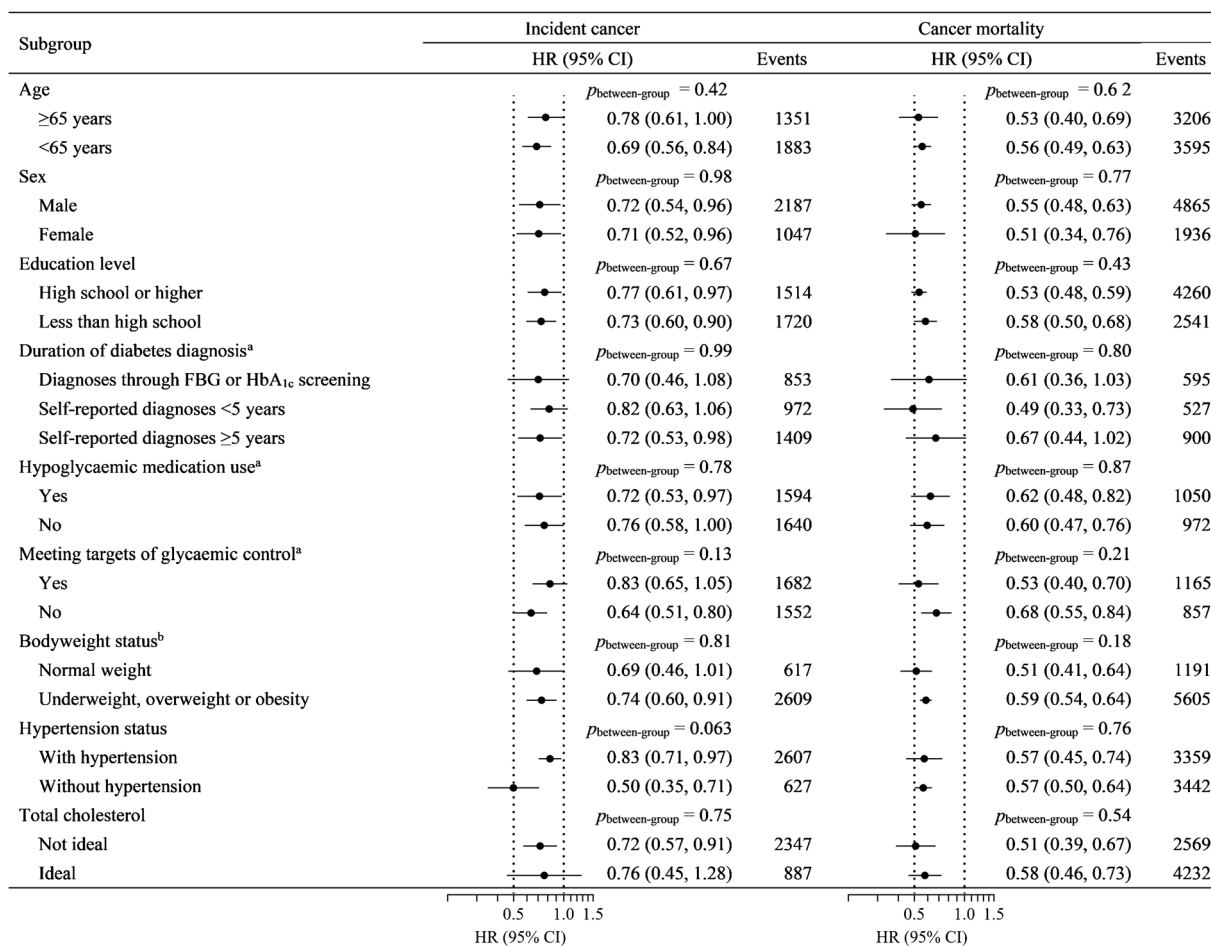 Subgroup Incident cancer Cancer mortality
HR (95% CI) Events HR (95% CI) Events
Age pbetween-group = 0.42 pbetween-group = 0.6 2
≥65 years 0.78 (0.61, 1.00) 1351 0.53 (0.40, 0.69) 3206
<65 years 0.69 (0.56, 0.84) 1883 0.56 (0.49, 0.63) 3595
Sex pbetween-group = 0.98 pbetween-group = 0.77
Male 0.72 (0.54, 0.96) 2187 0.55 (0.48, 0.63) 4865
Female 0.71 (0.52, 0.96) 1047 0.51 (0.34, 0.76) 1936
Education level pbetween-group = 0.67 pbetween-group = 0.43
High school or higher 0.77 (0.61, 0.97) 1514 0.53 (0.48, 0.59) 4260
Less than high school 0.73 (0.60, 0.90) 1720 0.58 (0.50, 0.68) 2541
Duration of diabetes diagnosisᵃ pbetween-group = 0.99 pbetween-group = 0.80
Diagnoses through FBG or HbA1c screening 0.70 (0.46, 1.08) 853 0.61 (0.36, 1.03) 595
Self-reported diagnoses <5 years 0.82 (0.63, 1.06) 972 0.49 (0.33, 0.73) 527
Self-reported diagnoses ≥5 years 0.72 (0.53, 0.98) 1409 0.67 (0.44, 1.02) 900
Hypoglycaemic medication useᵃ pbetween-group = 0.78 pbetween-group = 0.87
Yes 0.72 (0.53, 0.97) 1594 0.62 (0.48, 0.82) 1050
No 0.76 (0.58, 1.00) 1640 0.60 (0.47, 0.76) 972
Meeting targets of glycaemic controlᵃ pbetween-group = 0.13 pbetween-group = 0.21
Yes 0.83 (0.65, 1.05) 1682 0.53 (0.40, 0.70) 1165
No 0.64 (0.51, 0.80) 1552 0.68 (0.55, 0.84) 857
Bodyweight statusᵇ pbetween-group = 0.81 pbetween-group = 0.18
Normal weight 0.69 (0.46, 1.01) 617 0.51 (0.41, 0.64) 1191
Underweight, overweight or obesity 0.74 (0.60, 0.91) 2609 0.59 (0.54, 0.64) 5605
Hypertension status pbetween-group = 0.063 pbetween-group = 0.76
With hypertension 0.83 (0.71, 0.97) 2607 0.57 (0.45, 0.74) 3359
Without hypertension 0.50 (0.35, 0.71) 627 0.57 (0.50, 0.64) 3442
Total cholesterol pbetween-group = 0.75 pbetween-group = 0.54
Not ideal 0.72 (0.57, 0.91) 2347 0.51 (0.39, 0.67) 2569
Ideal 0.76 (0.45, 1.28) 887 0.58 (0.46, 0.73) 4232
0.5 1.0 1.5 0.5 1.0 1.5
HR (95% CI) HR (95% CI)